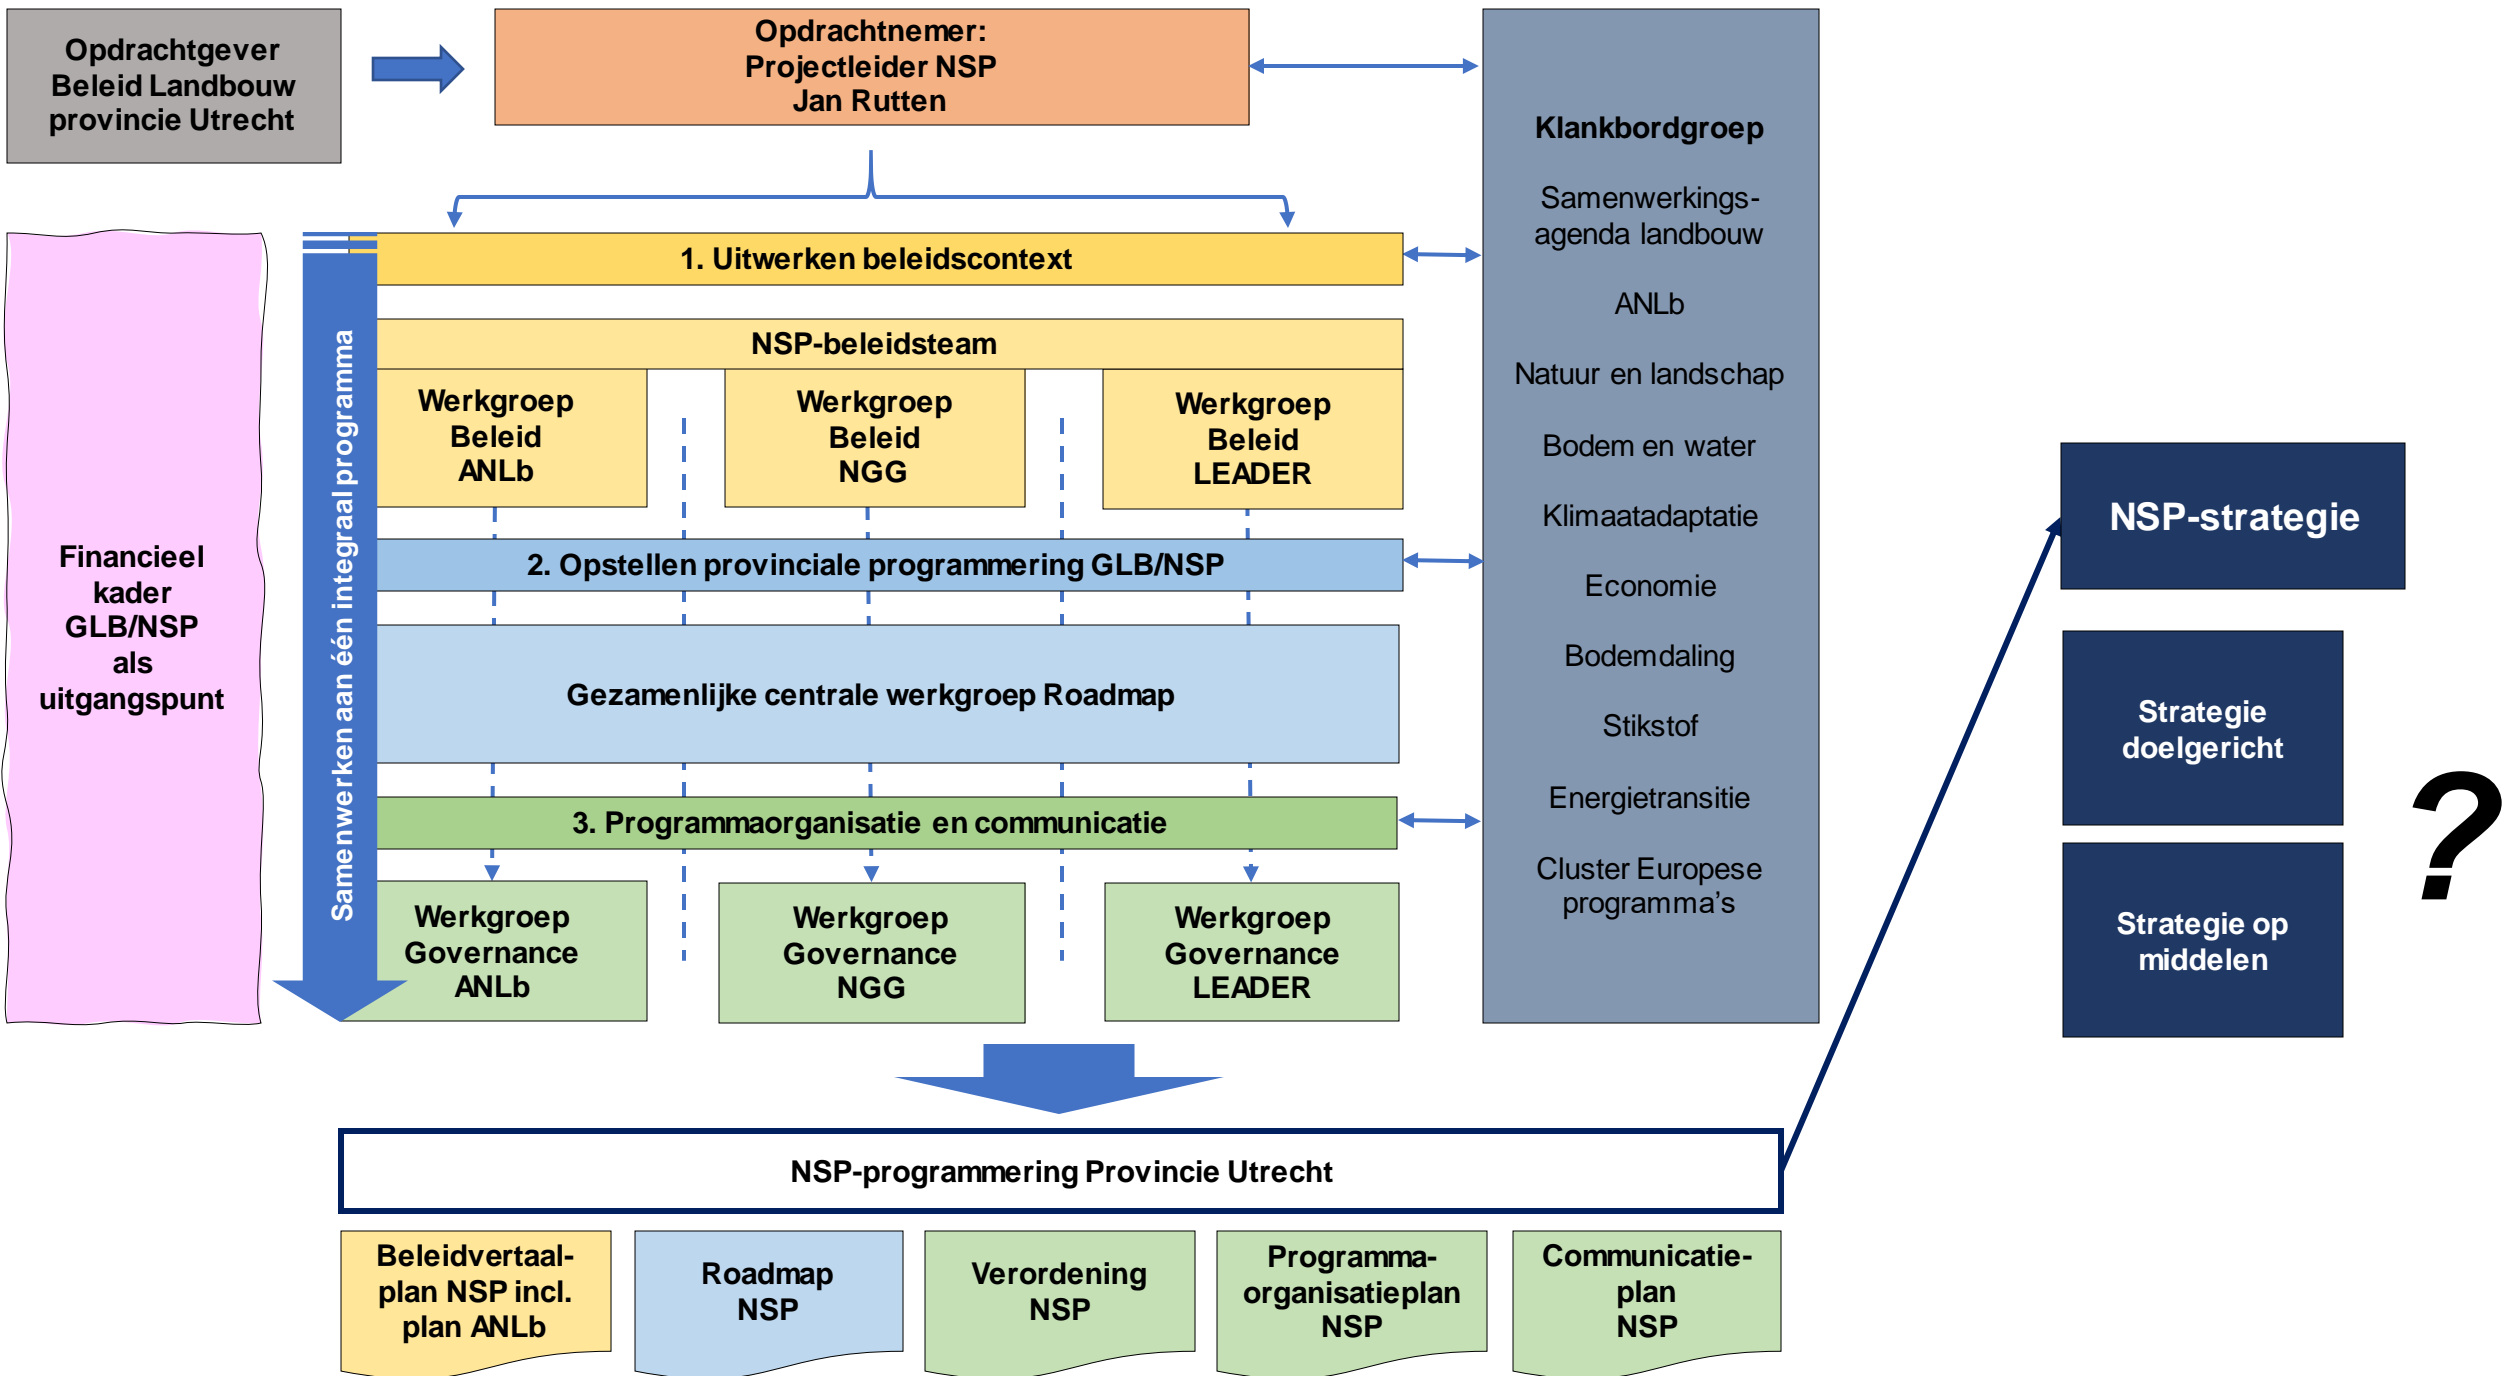 Opdrachtgever
Beleid Landbouw
provincie Utrecht
Opdrachtnemer:
Projectleider NSP
Jan Rutten
Klankbordgroep
Samenwerkings-
agenda landbouw
ANLb
Natuur en landschap
Bodem en water
Klimaatadaptatie
Economie
Bodemdaling
Stikstof
Energietransitie
Cluster Europese
programma's
Financieel
kader
GLB/NSP
als
uitgangspunt
Samenwerken aan één integraal programma
1. Uitwerken beleidscontext
NSP-beleidsteam
Werkgroep
Beleid
ANLb
Werkgroep
Beleid
NGG
Werkgroep
Beleid
LEADER
2. Opstellen provinciale programmering GLB/NSP
Gezamenlijke centrale werkgroep Roadmap
3. Programmaorganisatie en communicatie
Werkgroep
Governance
ANLb
Werkgroep
Governance
NGG
Werkgroep
Governance
LEADER
NSP-strategie
Strategie
doelgericht
Strategie op
middelen
?
NSP-programmering Provincie Utrecht
Beleidvertaal-
plan NSP incl.
plan ANLb
Roadmap
NSP
Verordening
NSP
Programma-
organisatieplan
NSP
Communicatie-
plan
NSP